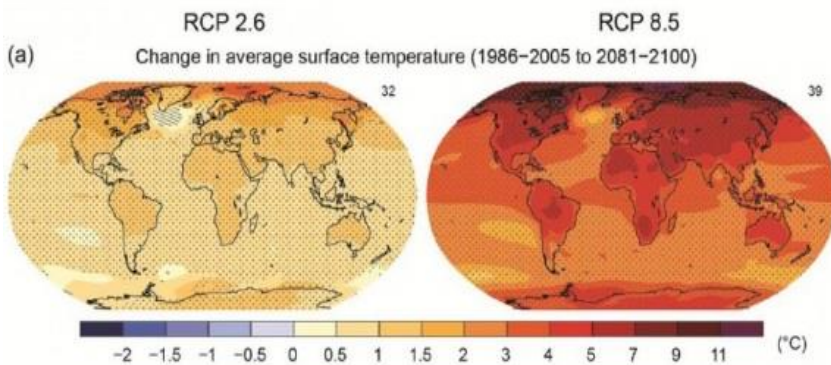 RCP 2.6 RCP 8.5
(a) Change in average surface temperature (1986−2005 to 2081−2100)
32 39
−2 −1.5 −1 −0.5 0 0.5 1 1.5 2 3 4 5 7 9 11 (°C)